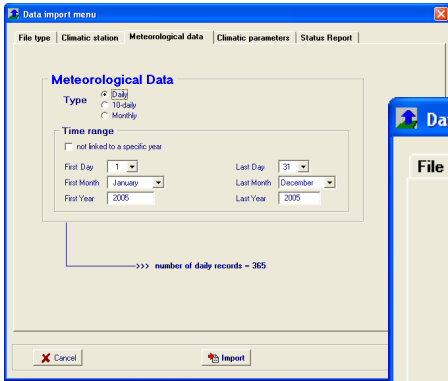 Data import menu
File type Climatic station Meteorological data Climatic parameters Status Report
Meteorological Data
Type Daily
10-daily
Monthly
Time range
not linked to a specific year
First Day 1 Last Day 31
First Month January Last Month December
First Year 2005 Last Year 2005
>>> number of daily records = 365
Cancel Import
Da
File